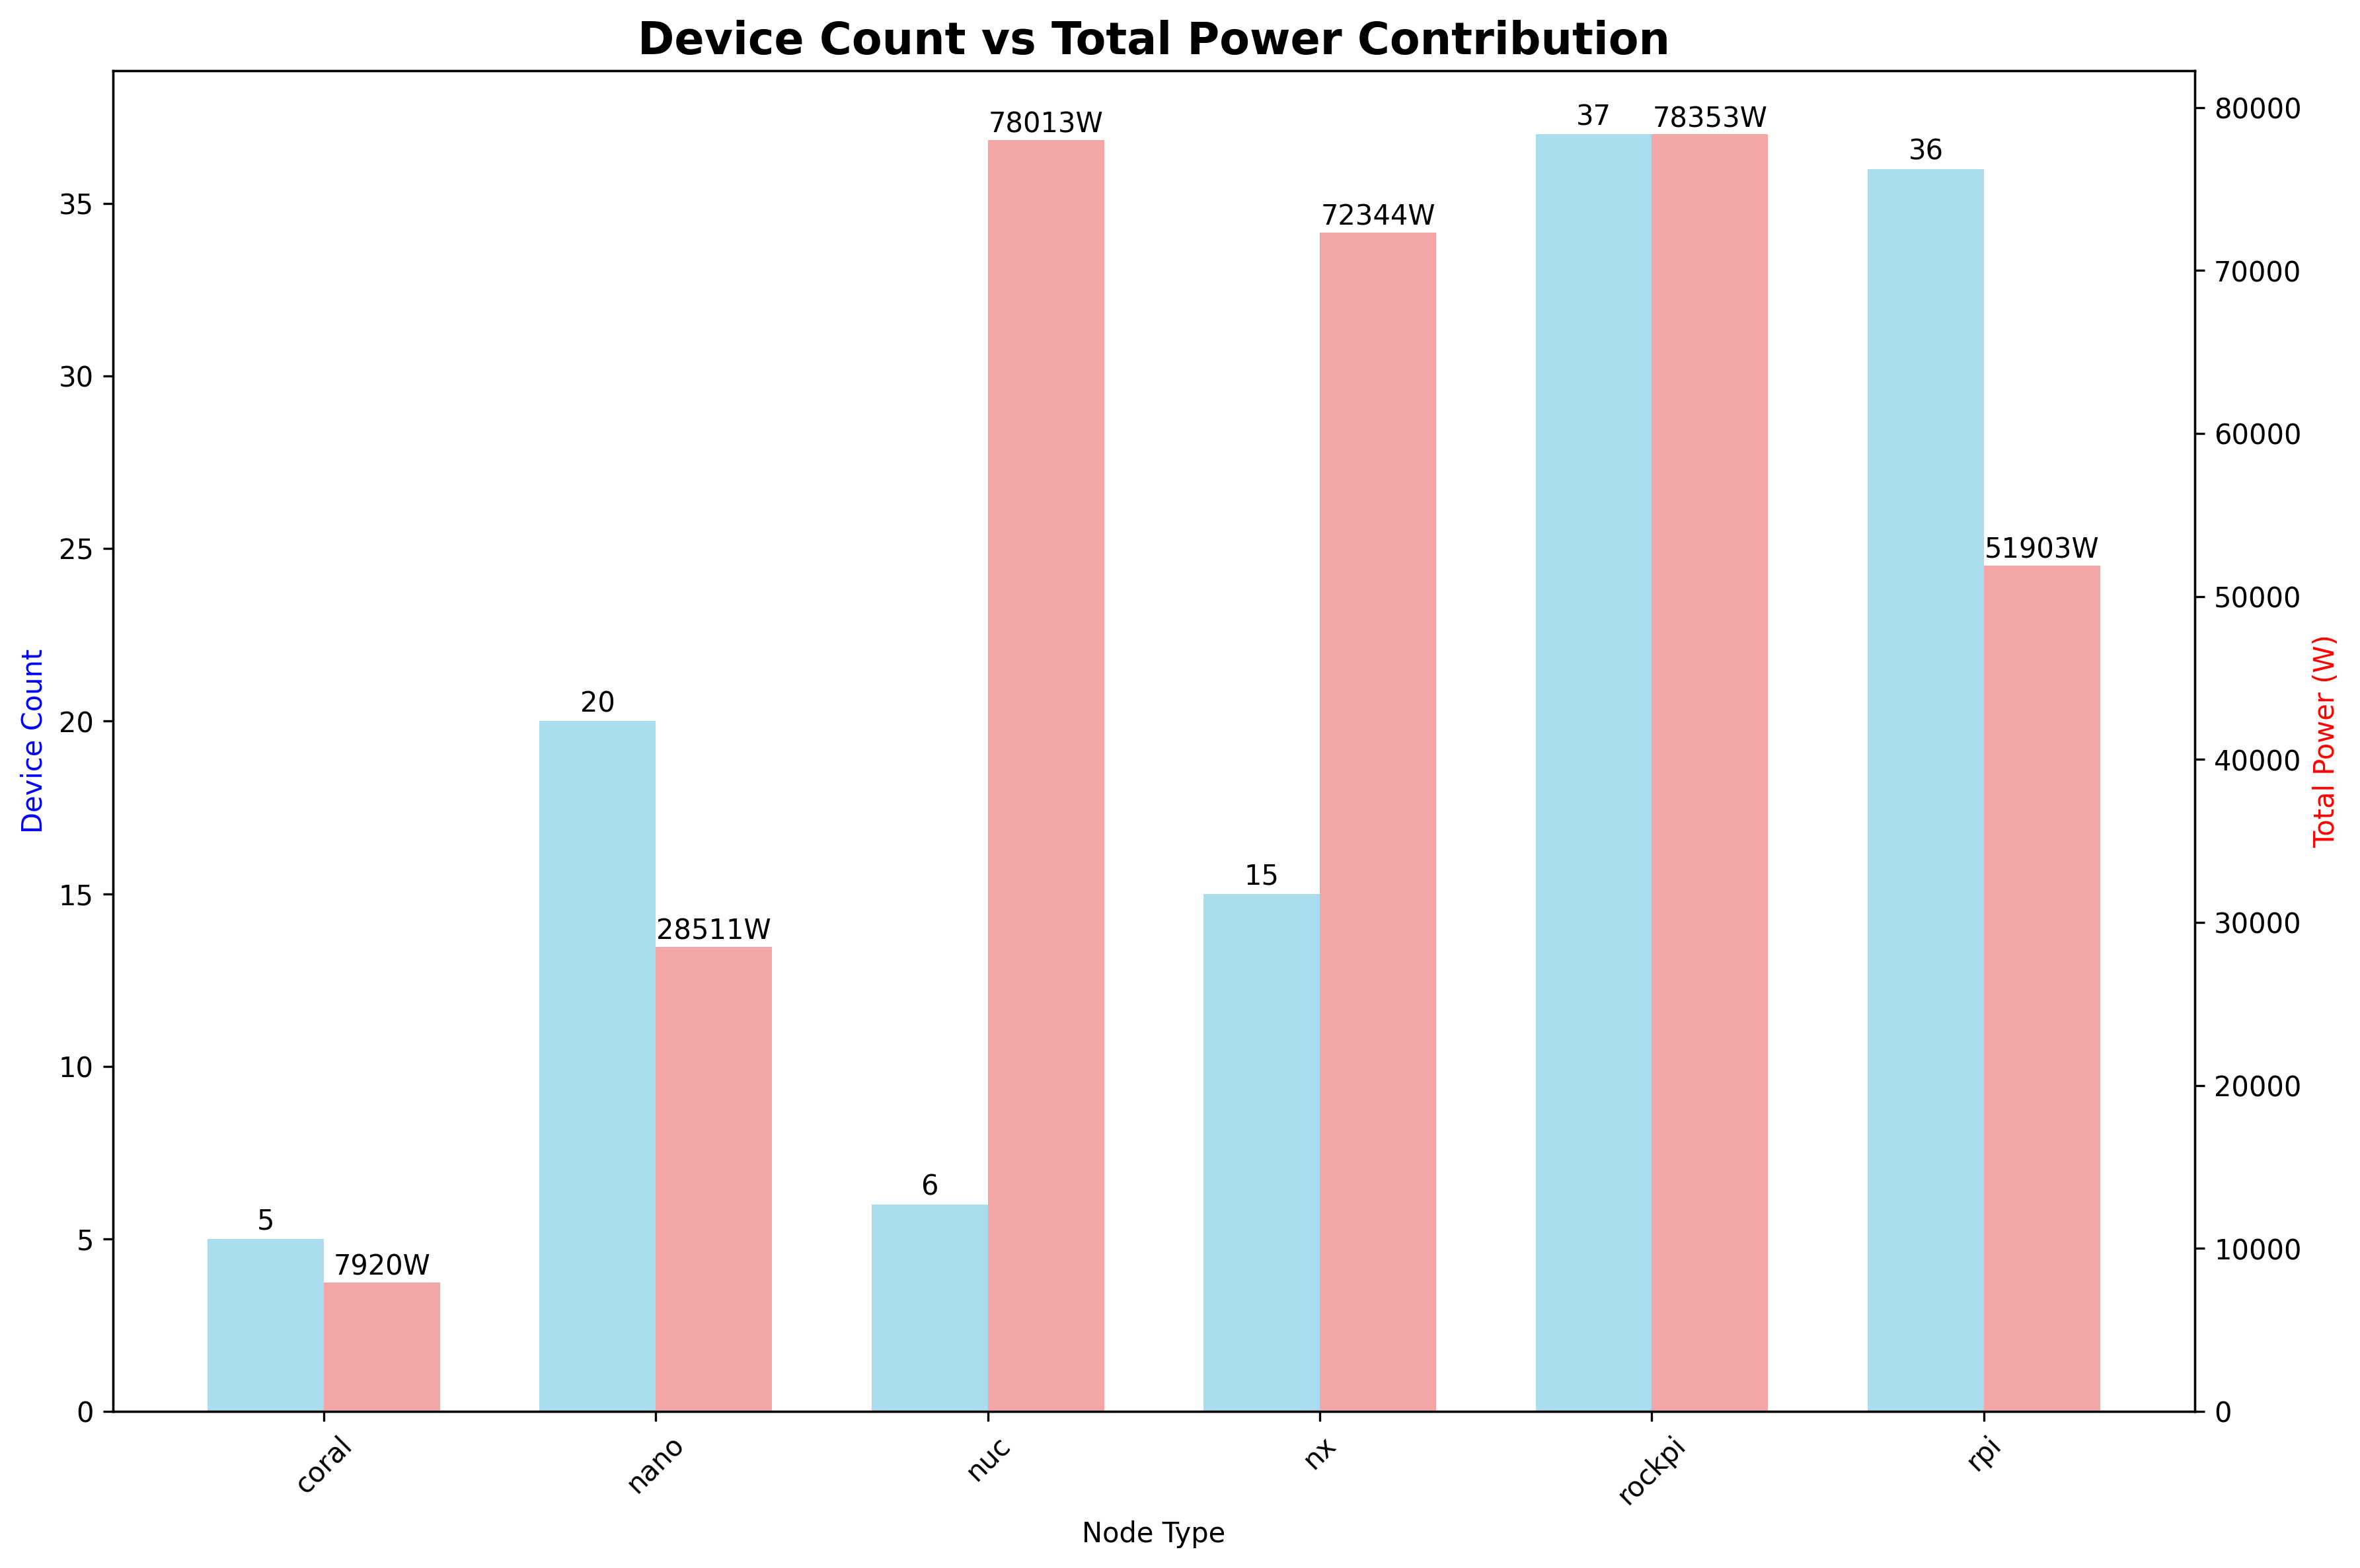 Device Count vs Total Power Contribution
Device Count
35
30
25
20
15
10
5
0
80000
70000
60000
50000
40000
30000
20000
10000
0
Total Power (W)
5
7920W
20
28511W
6
78013W
15
72344W
37
78353W
36
51903W
coral
nano
nuc
nx
rockpi
rpi
Node Type